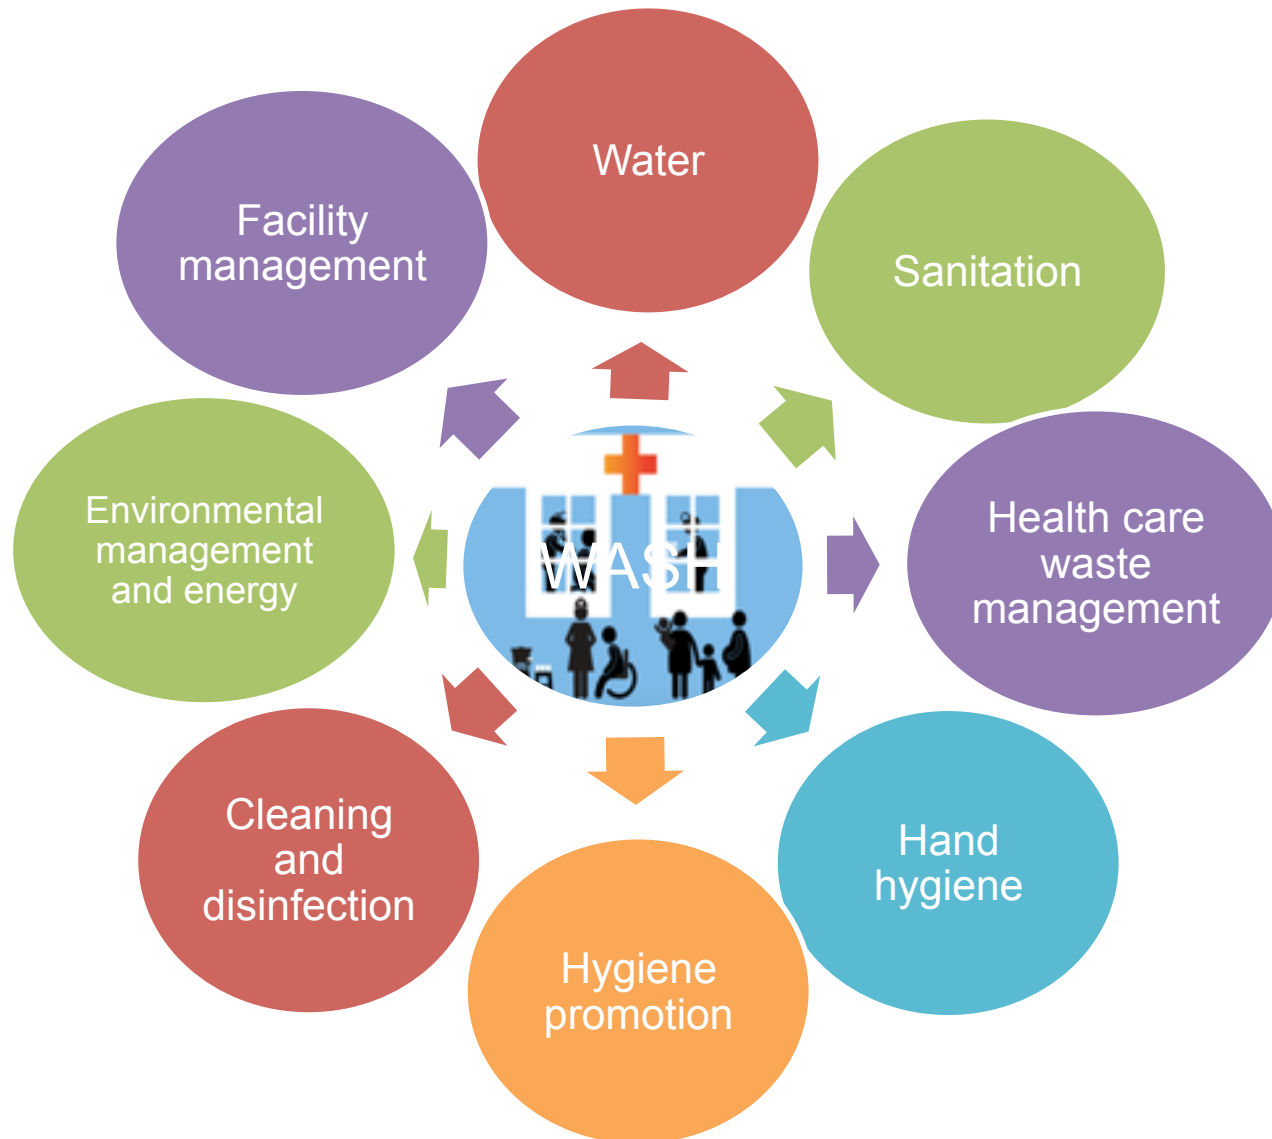 Water
Sanitation
Health care
waste
management
Hand
hygiene
Hygiene
promotion
Cleaning
and
disinfection
Environmental
management
and energy
Facility
management
WASH